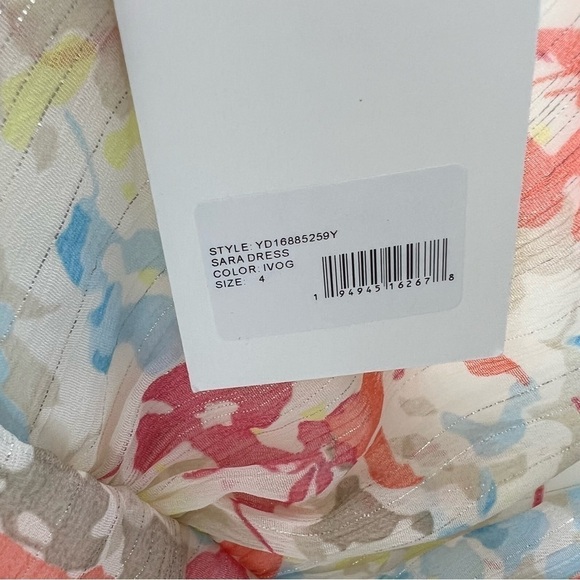 STYLE: YD16885259Y
SARA DRESS
COLOR: IVOG
SIZE: 4
1 94945 16267 8